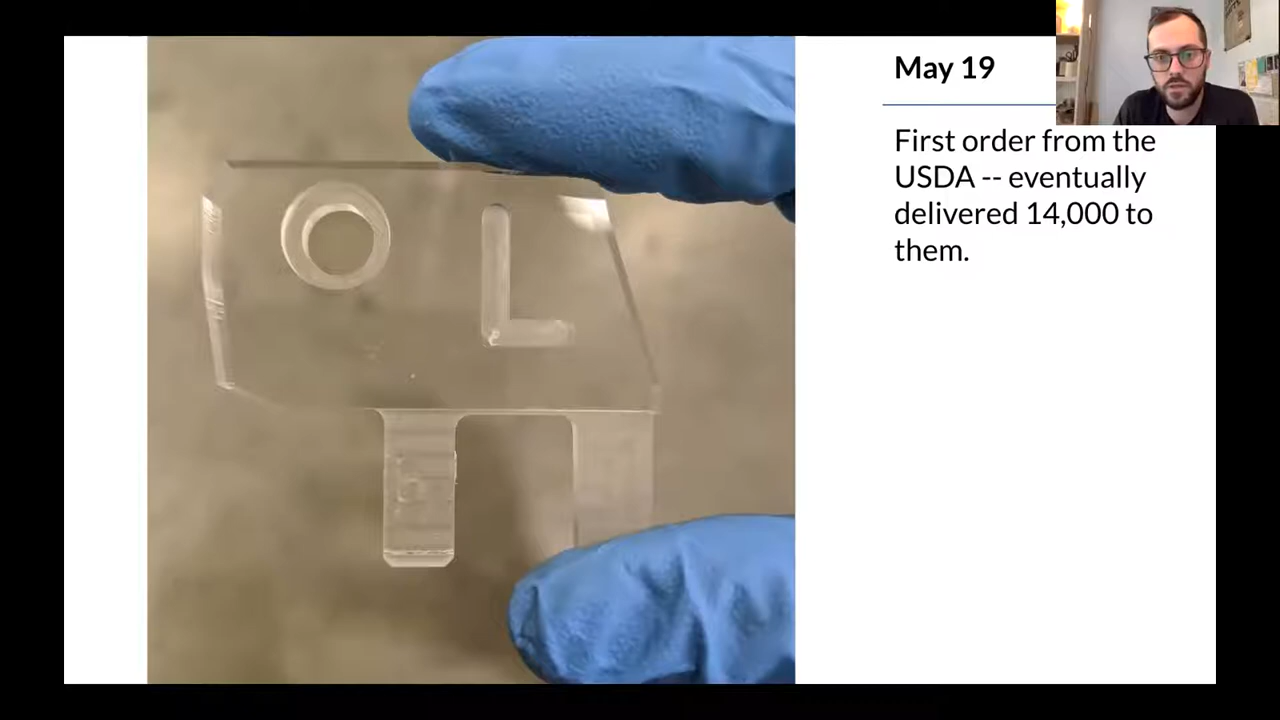 May 19
First order from the
USDA -- eventually
delivered 14,000 to
them.
L